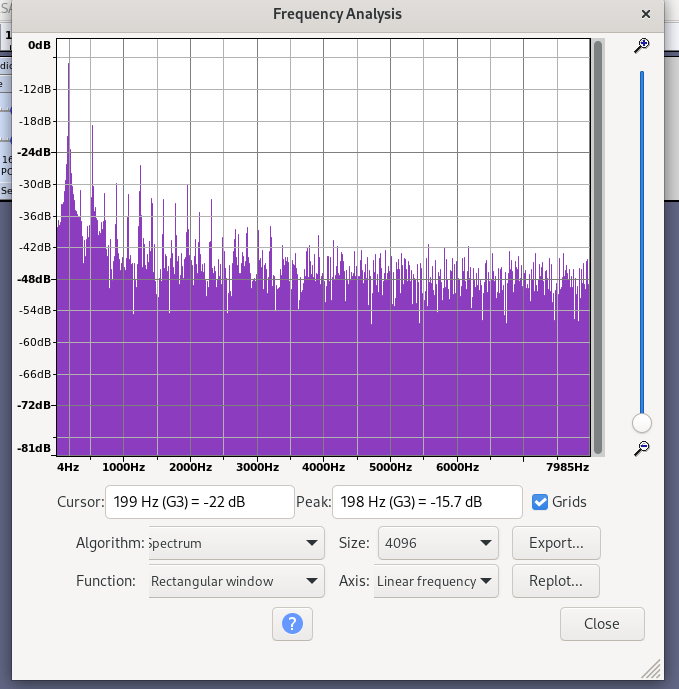 Frequency Analysis
0dB
-12dB
-18dB
-24dB
-30dB
-36dB
-42dB
-48dB
-54dB
-60dB
-66dB
-72dB
-81dB
4Hz 1000Hz 2000Hz 3000Hz 4000Hz 5000Hz 6000Hz 7985Hz
Cursor: 199 Hz (G3) = -22 dB Peak: 198 Hz (G3) = -15.7 dB Grids
Algorithm: Spectrum Size: 4096 Export...
Function: Rectangular window Axis: Linear frequency Replot...
? Close